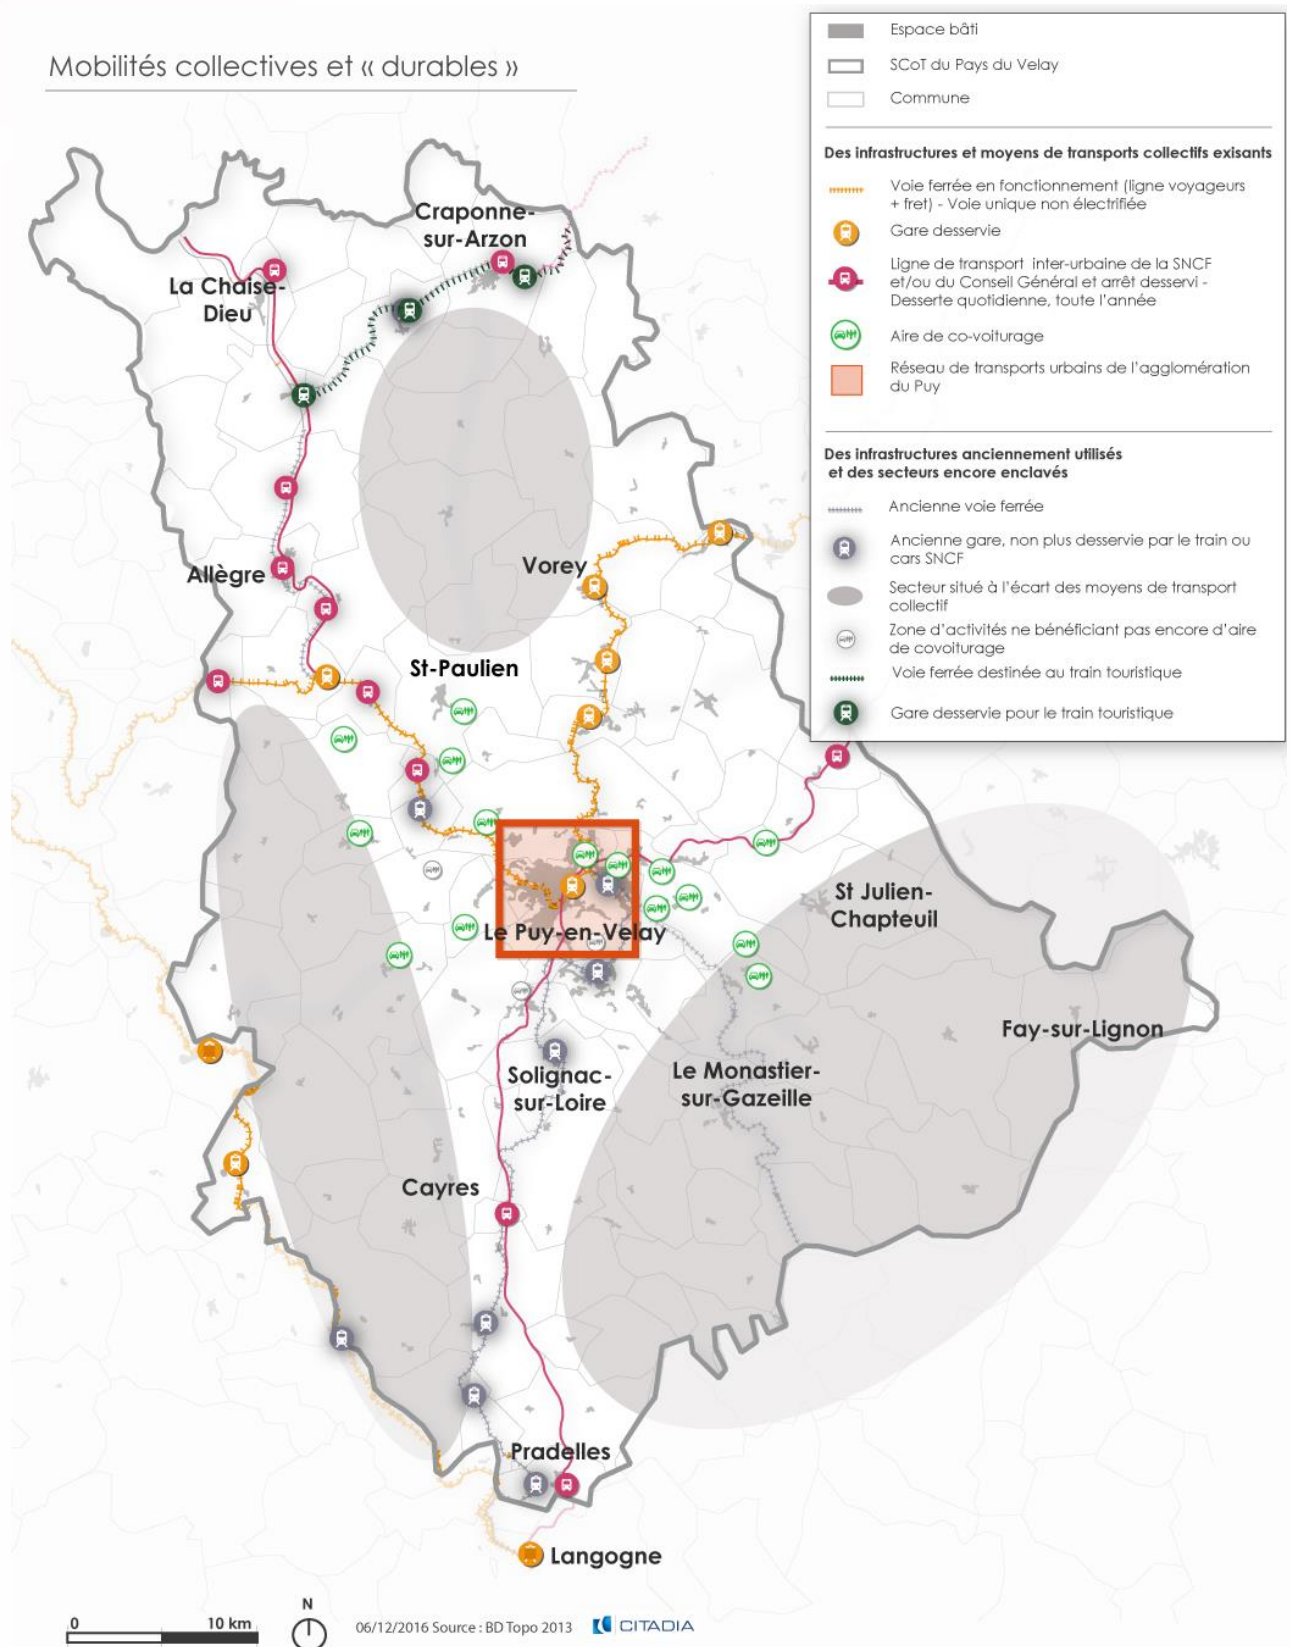 Mobilités collectives et « durables »
Espace bâti
SCoT du Pays du Velay
Commune
Des infrastructures et moyens de transports collectifs exisants
Voie ferrée en fonctionnement (ligne voyageurs
+ fret) - Voie unique non électrifiée
Gare desservie
Ligne de transport inter-urbaine de la SNCF
et/ou du Conseil Général et arrêt desservi -
Desserte quotidienne, toute l'année
Aire de co-voiturage
Réseau de transports urbains de l'agglomération
du Puy
Des infrastructures anciennement utilisés
et des secteurs encore enclavés
Ancienne voie ferrée
Ancienne gare, non plus desservie par le train ou
cars SNCF
Secteur situé à l'écart des moyens de transport
collectif
Zone d'activités ne bénéficiant pas encore d'aire
de covoiturage
Voie ferrée destinée au train touristique
Gare desservie pour le train touristique
Craponne-
sur-Arzon
La Chaise-
Dieu
Allègre
Vorey
St-Paulien
St Julien-
Chapteuil
Le Puy-en-Velay
Fay-sur-Lignon
Solignac-
sur-Loire
Le Monastier-
sur-Gazeille
Cayres
Pradelles
Langogne
0 10 km
N
06/12/2016 Source : BD Topo 2013
CITADIA